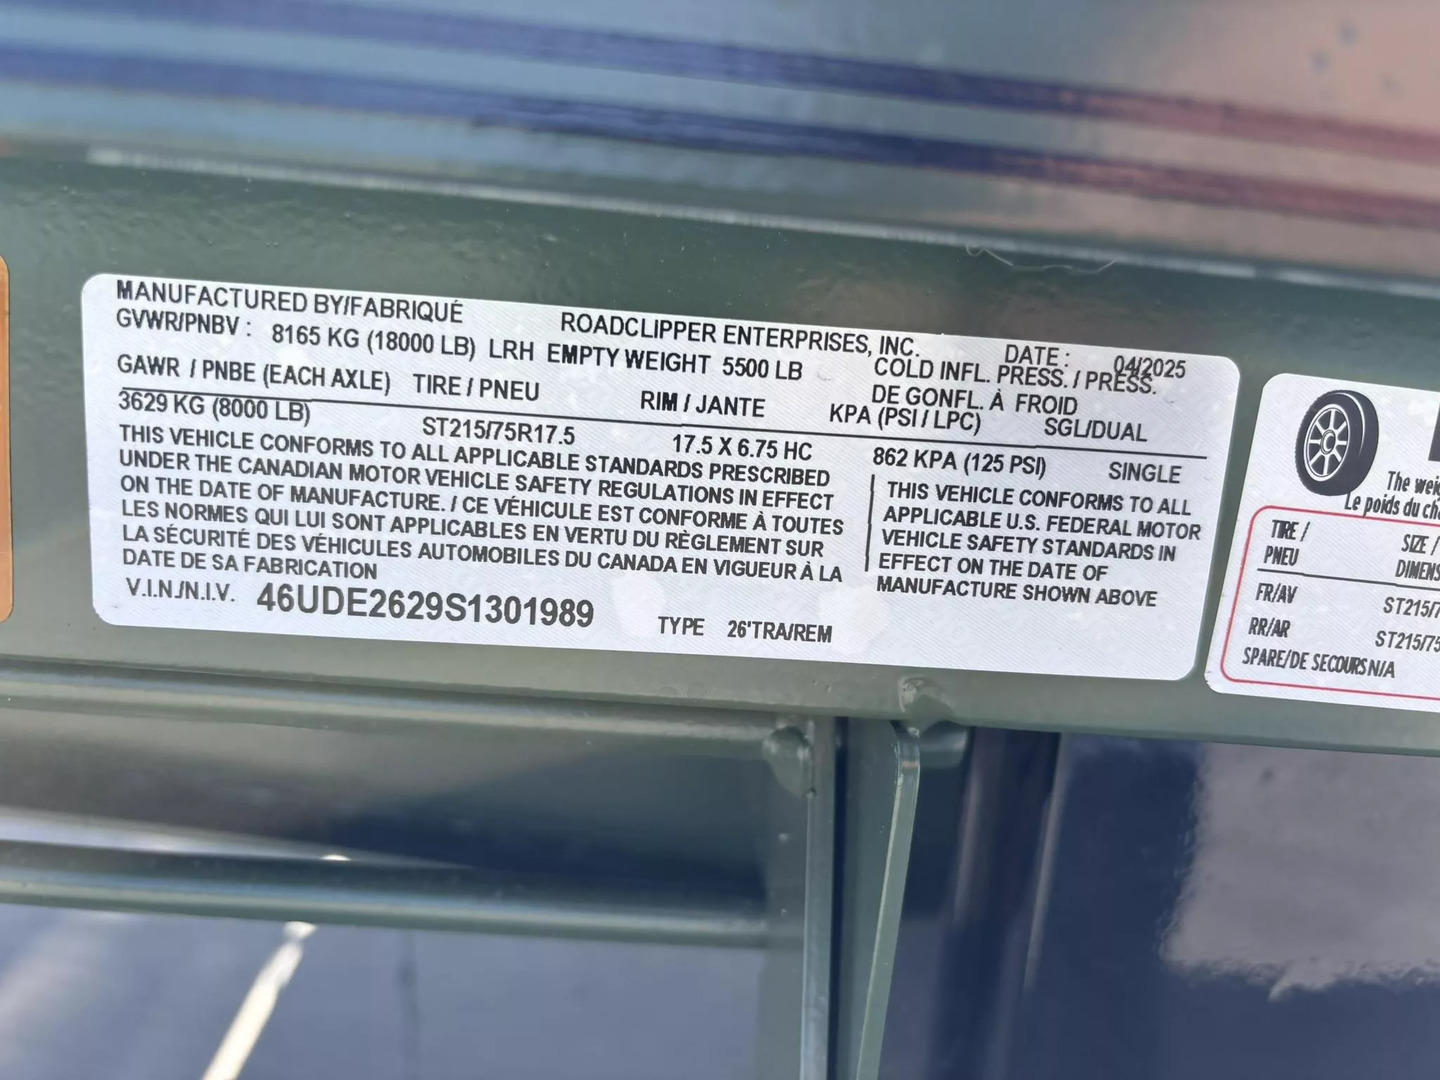 MANUFACTURED BY/FABRIQUÉ ROADCLIPPER ENTERPRISES, INC. DATE: 04/2025
GVWR/PNBV : 8165 KG (18000 LB) LRH EMPTY WEIGHT 5500 LB COLD INFL. PRESS. / PRESS.
DE GONFL. À FROID
GAWR / PNBE (EACH AXLE) TIRE / PNEU RIM / JANTE KPA (PSI / LPC) SGL/DUAL
3629 KG (8000 LB) ST215/75R17.5 17.5 X 6.75 HC 862 KPA (125 PSI) SINGLE
THIS VEHICLE CONFORMS TO ALL APPLICABLE STANDARDS PRESCRIBED
UNDER THE CANADIAN MOTOR VEHICLE SAFETY REGULATIONS IN EFFECT
ON THE DATE OF MANUFACTURE. / CE VÉHICULE EST CONFORME À TOUTES
LES NORMES QUI LUI SONT APPLICABLES EN VERTU DU RÈGLEMENT SUR
LA SÉCURITÉ DES VÉHICULES AUTOMOBILES DU CANADA EN VIGUEUR À LA
DATE DE SA FABRICATION
THIS VEHICLE CONFORMS TO ALL
APPLICABLE U.S. FEDERAL MOTOR
VEHICLE SAFETY STANDARDS IN
EFFECT ON THE DATE OF
MANUFACTURE SHOWN ABOVE
V.I.N./N.I.V. 46UDE2629S1301989 TYPE 26'TRA/REM
The
Le poids du
TIRE / SIZE /
PNEU
FR/AV
RR/AR
SPARE/DE SECOURS N/A